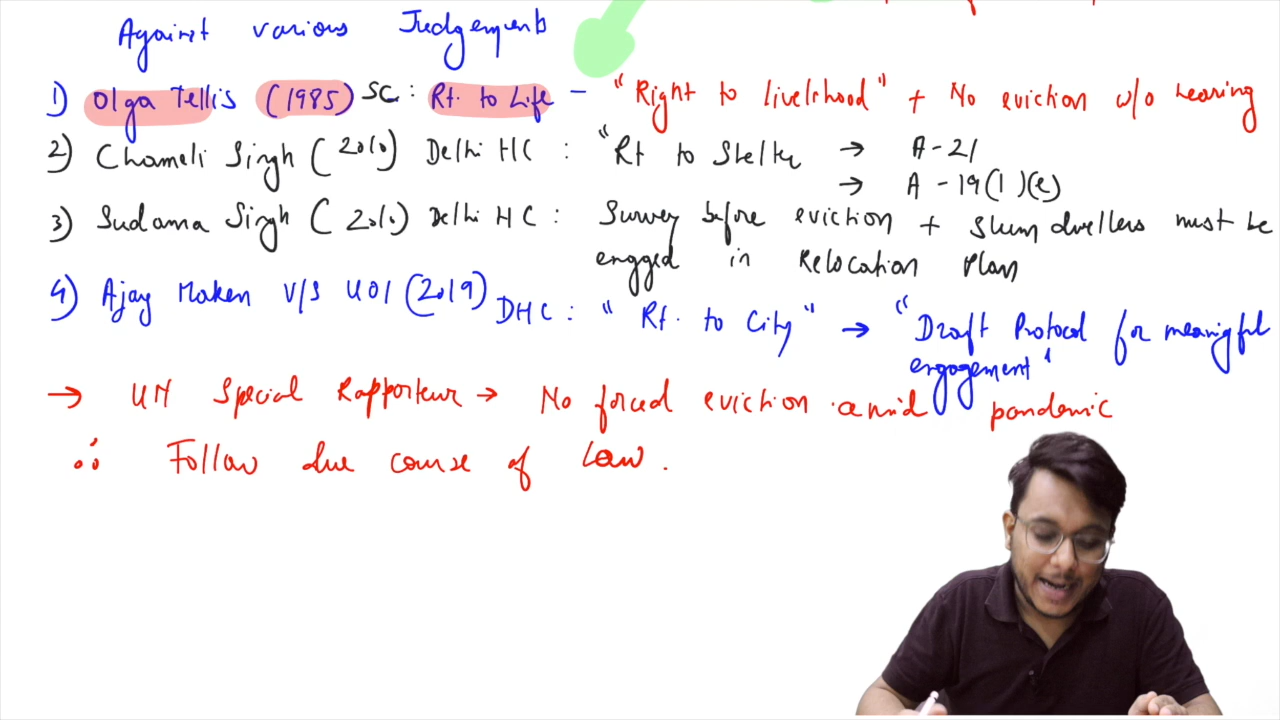 Against various Judgements
1) Olga Tellis (1985) SC : Rt. to Life - "Right to livelihood" + No eviction w/o hearing
2) Chameli Singh (2010) Delhi HC : "Rt to Shelter → A - 21
→ A - 19(1)(e)
3) Sudama Singh (2010) Delhi HC : Survey before eviction + Slum dwellers must be
engged in Relocation Plan
4) Ajay Maken V/s UOI (2019) DHC : "Rt. to City" → "Draft Protocol for meaningful
engagement"
→ UN Special Rapporteur → No forced eviction amid pandemic
∴ Follow due course of Law.